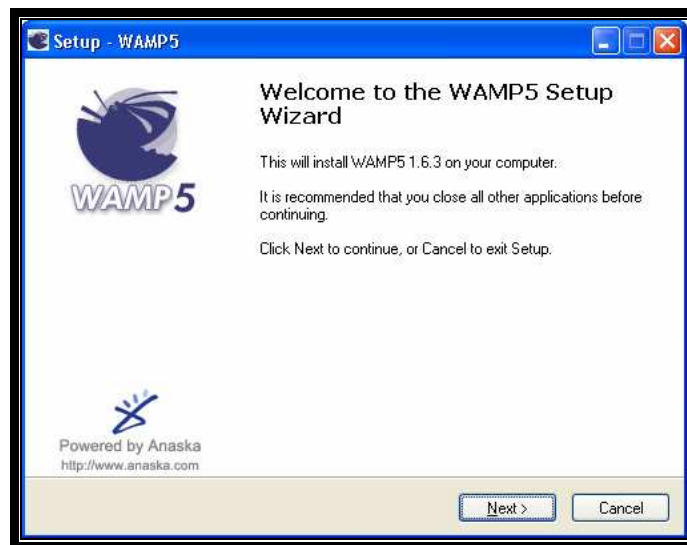 Setup - WAMP5
WAMP5
Welcome to the WAMP5 Setup
Wizard
This will install WAMP5 1.6.3 on your computer.
It is recommended that you close all other applications before
continuing.
Click Next to continue, or Cancel to exit Setup.
Powered by Anaska
http://www.anaska.com
Next >
Cancel